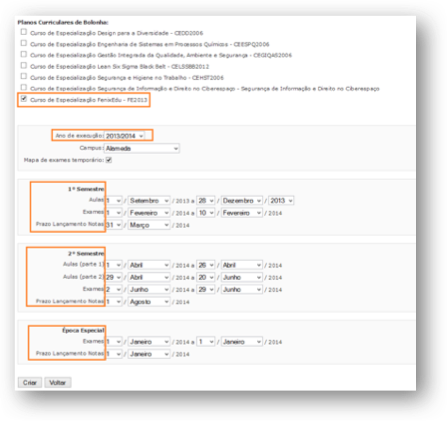 Planos Curriculares de Bolonha:
Curso de Especialização Design para a Diversidade - CEDD2006
Curso de Especialização Engenharia de Sistemas em Processos Químicos - CEESPQ2006
Curso de Especialização Gestão Integrada da Qualidade, Ambiente e Segurança - CEGIQAS2006
Curso de Especialização Lean Six Sigma Black Belt - CELSSBB2012
Curso de Especialização Segurança e Higiene no Trabalho - CEHST2006
Curso de Especialização Segurança de Informação e Direito no Ciberespaço - Segurança de Informação e Direito no Ciberespaço
Curso de Especialização FenixEdu - FE2013
Ano de execução: 2013/2014
Campus: Alameda
Mapa de exames temporário:
1º Semestre
Aulas 1 / Setembro / 2013 a 20 / Dezembro / 2013
Exames 1 / Fevereiro / 2014 a 10 / Fevereiro / 2014
Prazo Lançamento Notas 31 / Março / 2014
2º Semestre
Aulas (parte 1) 1 / Abril / 2014 a 26 / Abril / 2014
Aulas (parte 2) 29 / Abril / 2014 a 20 / Junho / 2014
Exames 2 / Junho / 2014 a 29 / Junho / 2014
Prazo Lançamento Notas 1 / Agosto / 2014
Época Especial
Exames 1 / Janeiro / 2014 a 1 / Janeiro / 2014
Prazo Lançamento Notas 1 / Janeiro / 2014
Criar Voltar